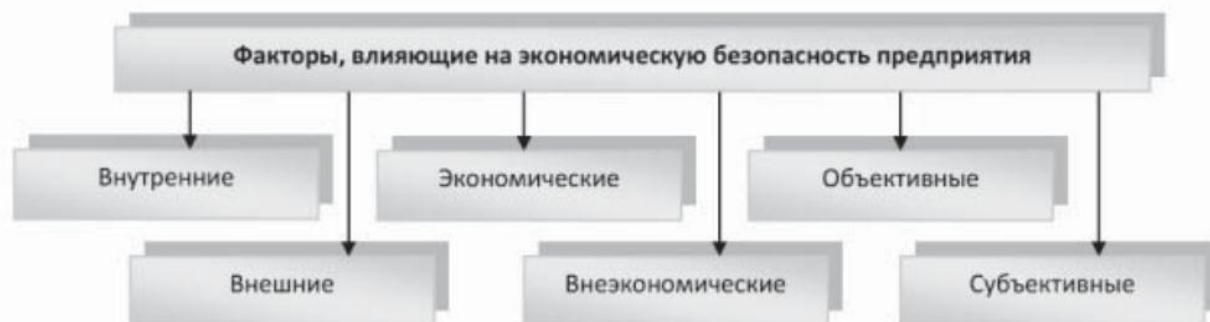 Факторы, влияющие на экономическую безопасность предприятия
Внутренние
Экономические
Объективные
Внешние
Внеэкономические
Субъективные